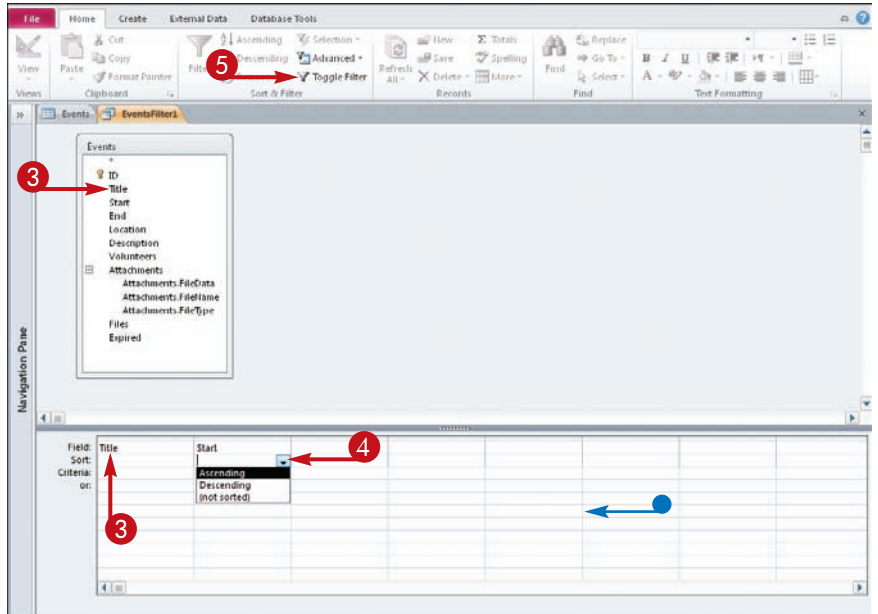 File Home Create External Data Database Tools
Cut
Copy
Format Painter
Paste
View
Views
Clipboard
Ascending
Descending
Selection
Advanced
Toggle Filter
Sort & Filter
Refresh All
New
Save
Delete
Totals
Spelling
More
Records
Find
Replace
Go To
Select
Find
B I U
A
Text Formatting
5
Events EventsFilter1
Events
*
ID
3
Title
Start
End
Location
Description
Volunteers
Attachments
Attachments.FileData
Attachments.FileName
Attachments.FileType
Files
Expired
Navigation Pane
Field: Title Start
Sort:
4
Criteria: Ascending
or: Descending
(not sorted)
3